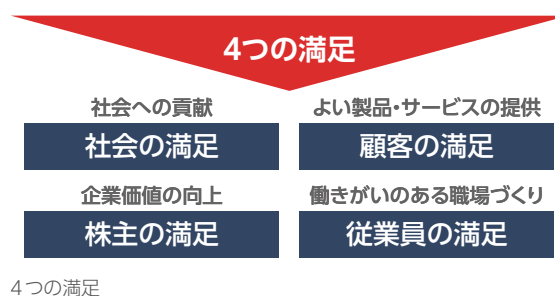 4つの満足
社会への貢献
社会の満足
よい製品・サービスの提供
顧客の満足
企業価値の向上
株主の満足
働きがいのある職場づくり
従業員の満足
4つの満足